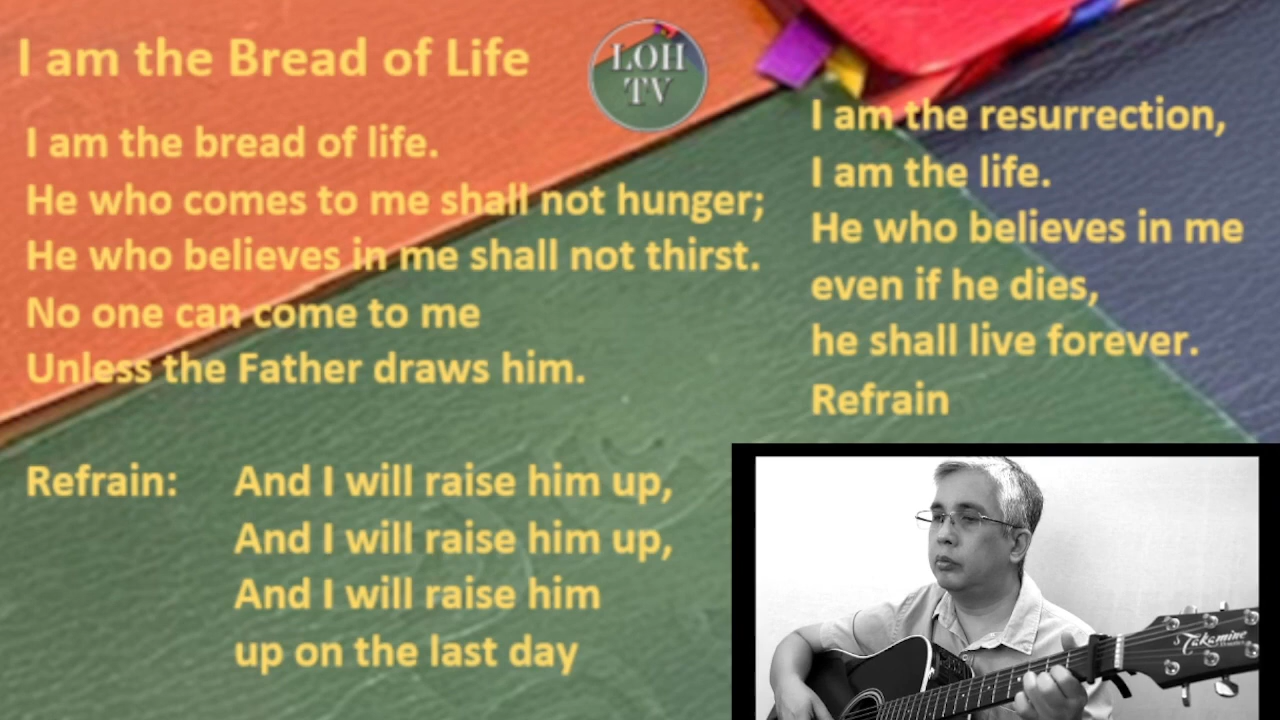 I am the Bread of Life
LOH
TV
I am the bread of life.
He who comes to me shall not hunger;
He who believes in me shall not thirst.
No one can come to me
Unless the Father draws him.
Refrain: And I will raise him up,
And I will raise him up,
And I will raise him
up on the last day
I am the resurrection,
I am the life.
He who believes in me
even if he dies,
he shall live forever.
Refrain
Takamine